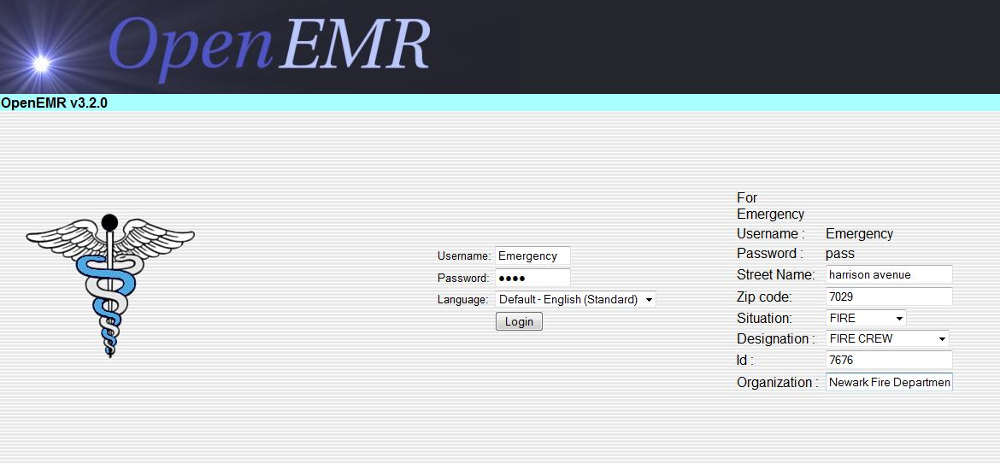 OpenEMR
OpenEMR v3.2.0
Username: Emergency
Password: ●●●●
Language: Default - English (Standard)
Login
For
Emergency
Username : Emergency
Password : pass
Street Name: harrison avenue
Zip code: 7029
Situation: FIRE
Designation : FIRE CREW
Id : 7676
Organization : Newark Fire Departmen